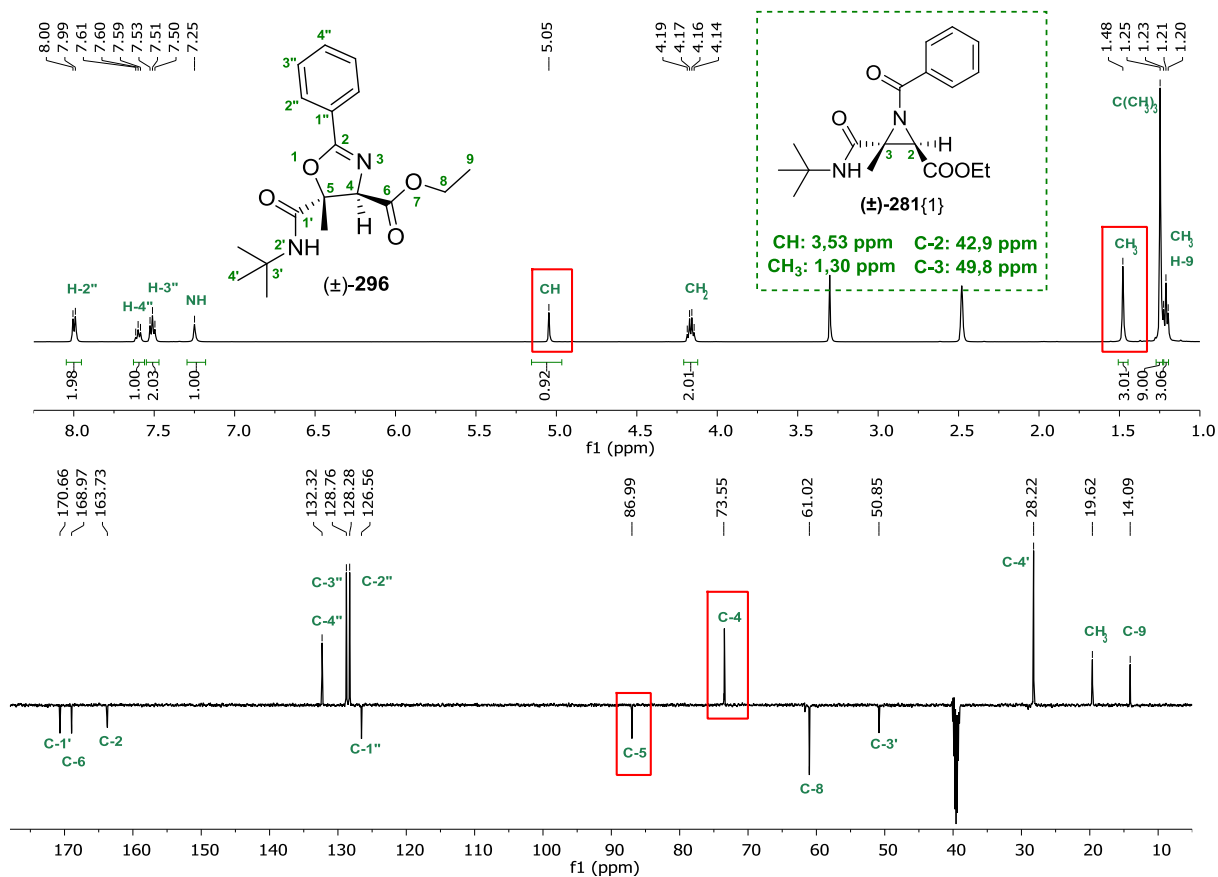 8.00 7.99 7.61 7.60 7.59 7.53 7.51 7.50 7.25 5.05 4.19 4.17 4.16 4.14 1.48 1.25 1.23 1.21 1.20
4" 3" 2" 1" 2 O 1 N 3 5 4 9 8 O 7 6 O O 1' H NH 2' 3' 4'
(±)-296
O N O 3 2 H NH COOEt
(±)-281{1}
CH: 3,53 ppm C-2: 42,9 ppm
CH3: 1,30 ppm C-3: 49,8 ppm
H-2" H-4" H-3" NH CH CH2 CH3 C(CH3)3 CH3 H-9
1.98 1.00 2.03 1.00 0.92 2.01 3.01 9.00 3.06
8.0 7.5 7.0 6.5 6.0 5.5 5.0 4.5 4.0 3.5 3.0 2.5 2.0 1.5 1.0
f1 (ppm)
170.66 168.97 163.73 132.32 128.76 128.28 126.56 86.99 73.55 61.02 50.85 28.22 19.62 14.09
C-3" C-2" C-4" C-4 C-4' CH3 C-9
C-1' C-6 C-2 C-1" C-5 C-8 C-3'
170 160 150 140 130 120 110 100 90 80 70 60 50 40 30 20 10
f1 (ppm)